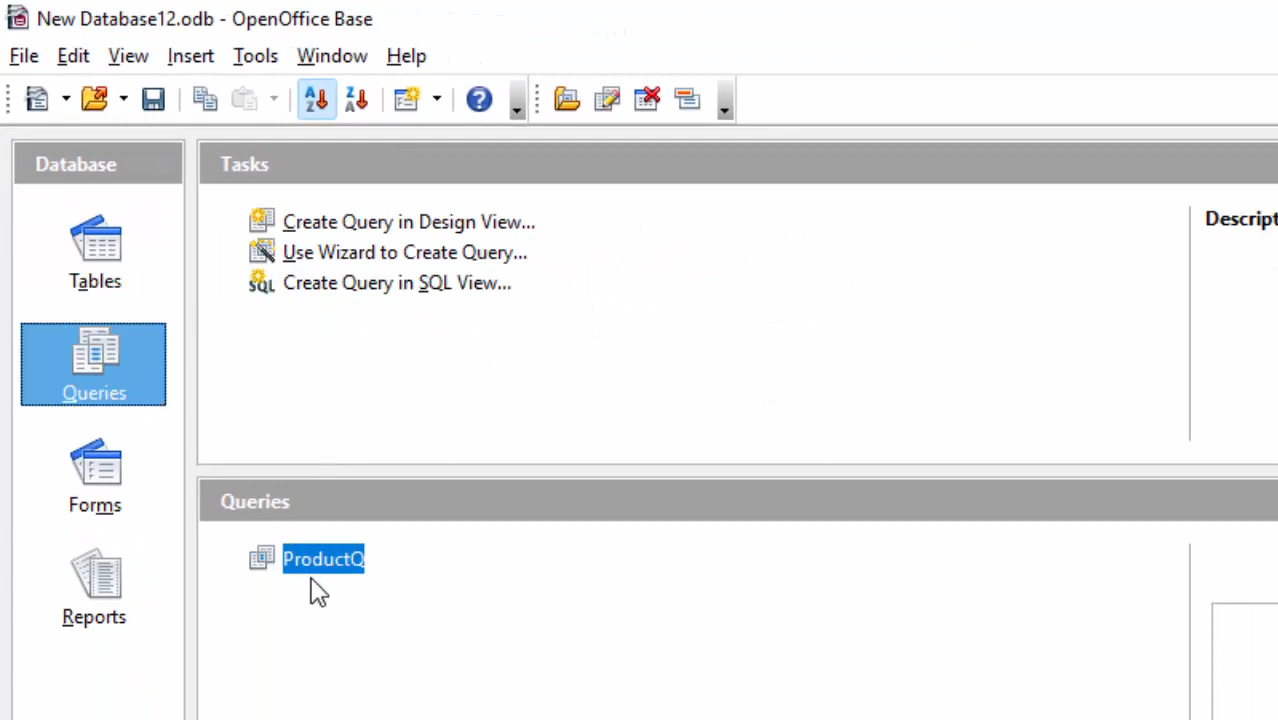 New Database12.odb - OpenOffice Base
File Edit View Insert Tools Window Help
Database
Tables
Queries
Forms
Reports
Tasks
Create Query in Design View...
Use Wizard to Create Query...
Create Query in SQL View...
Descript
Queries
ProductQ